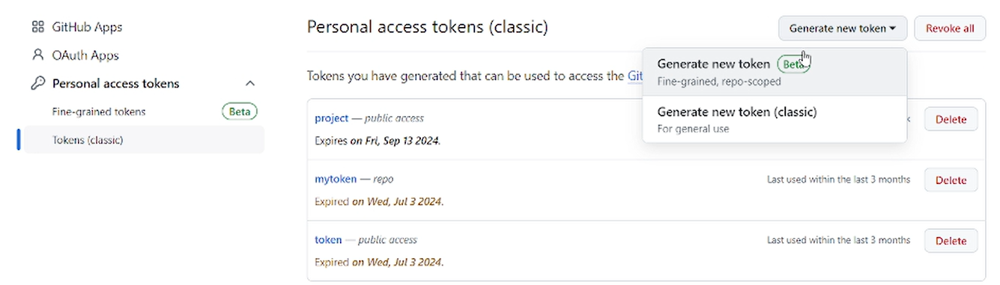 GitHub Apps
OAuth Apps
Personal access tokens
Fine-grained tokens Beta
Tokens (classic)
Personal access tokens (classic)
Generate new token
Revoke all
Generate new token Beta
Fine-grained, repo-scoped
Generate new token (classic)
For general use
Tokens you have generated that can be used to access the Git
project — public access
Delete
Expires on Fri, Sep 13 2024.
mytoken — repo
Last used within the last 3 months
Delete
Expired on Wed, Jul 3 2024.
token — public access
Last used within the last 3 months
Delete
Expired on Wed, Jul 3 2024.